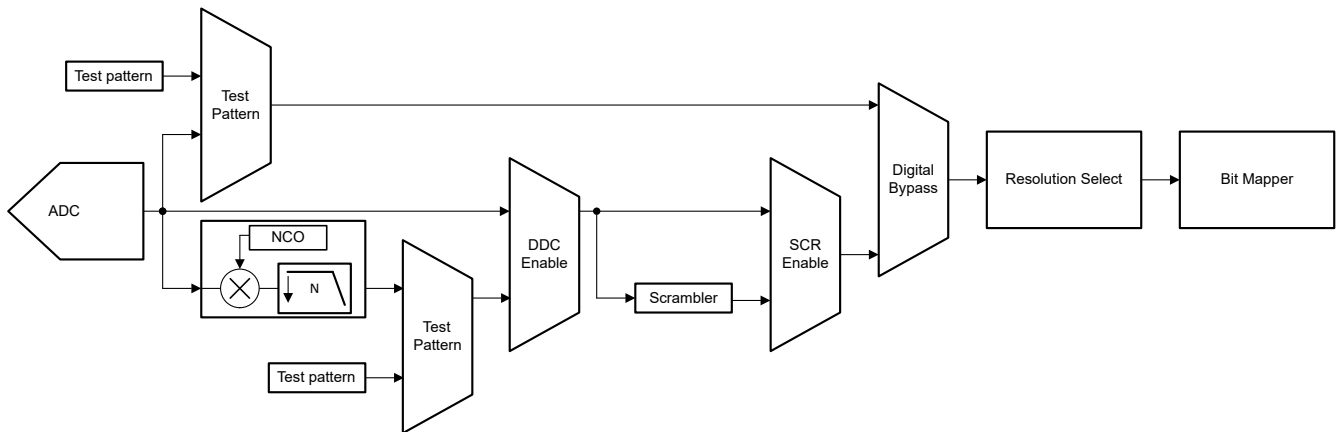 Test pattern
Test
Pattern
ADC
NCO
N
Test
Pattern
Test pattern
DDC
Enable
Scrambler
SCR
Enable
Digital
Bypass
Resolution Select
Bit Mapper